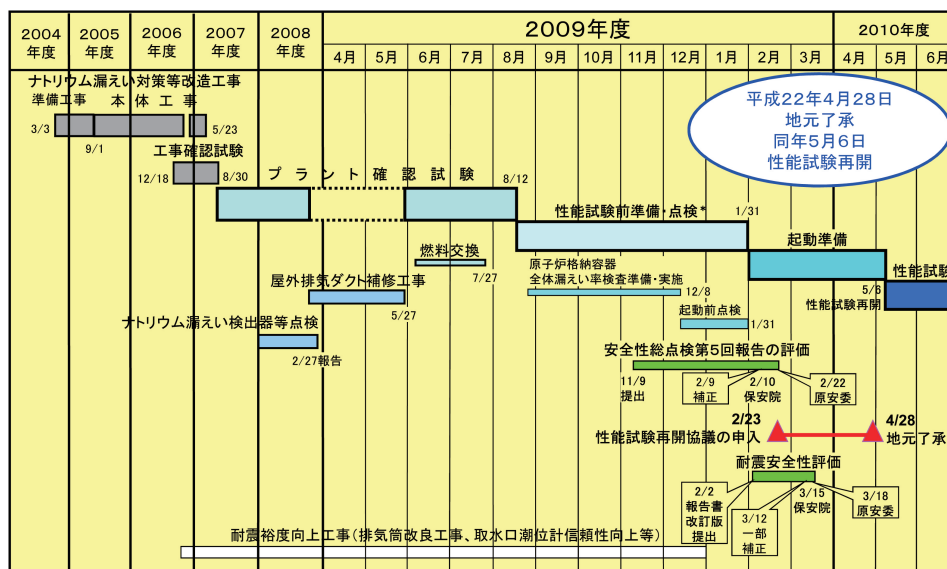 2004
年度
2005
年度
2006
年度
2007
年度
2008
年度
2009年度
2010年度
4月
5月
6月
7月
8月
9月
10月
11月
12月
1月
2月
3月
4月
5月
6月
ナトリウム漏えい対策等改造工事
準備工事
本体工事
3/3
9/1
5/23
工事確認試験
12/18
8/30
平成22年4月28日
地元了承
同年5月6日
性能試験再開
プラント確認試験
8/12
性能試験前準備・点検*
1/31
起動準備
性能試験
5/6
性能試験再開
燃料交換
7/27
屋外排気ダクト補修工事
5/27
原子炉格納容器
全体漏えい率検査準備・実施
12/8
起動前点検
1/31
ナトリウム漏えい検出器等点検
2/27報告
安全性総点検第5回報告の評価
11/9
提出
2/9
補正
2/10
保安院
2/22
原安委
2/23
性能試験再開協議の申入
4/28
地元了承
耐震安全性評価
2/2
報告書
改訂版
提出
3/12
一部
補正
3/15
保安院
3/18
原安委
耐震裕度向上工事(排気筒改良工事、取水口潮位計信頼性向上等)